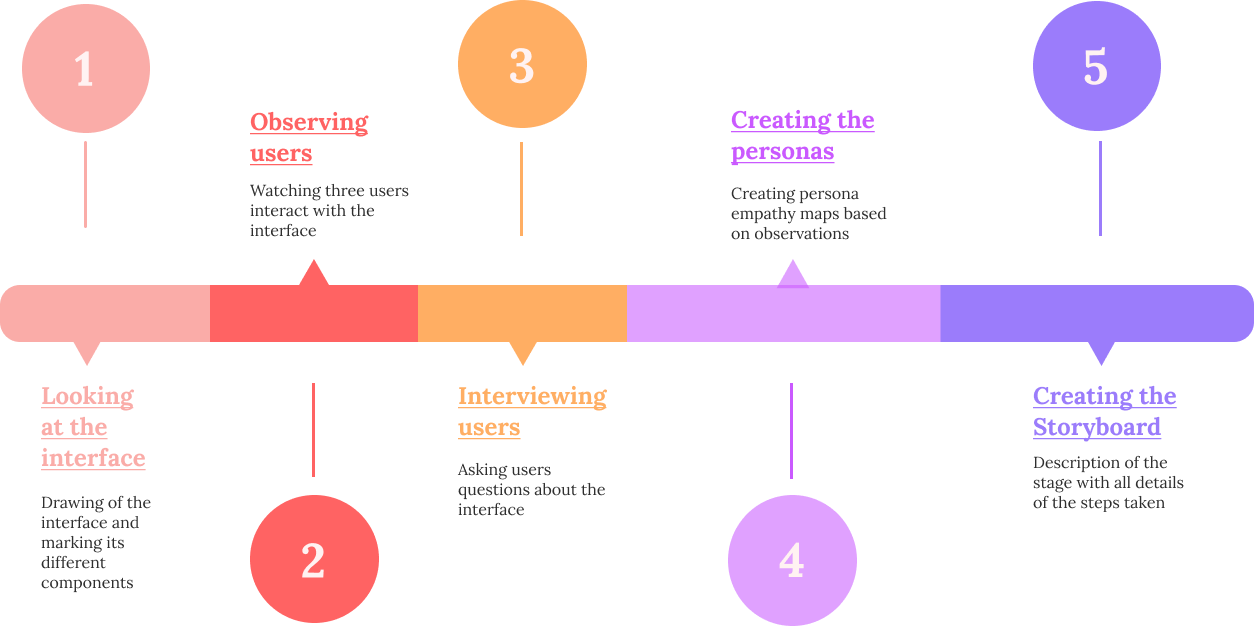 1
Looking
at the
interface
Drawing of the
interface and
marking its
different
components
Observing
users
Watching three users
interact with the
interface
2
3
Interviewing
users
Asking users
questions about the
interface
Creating the
personas
Creating persona
empathy maps based
on observations
4
5
Creating the
Storyboard
Description of the
stage with all details
of the steps taken